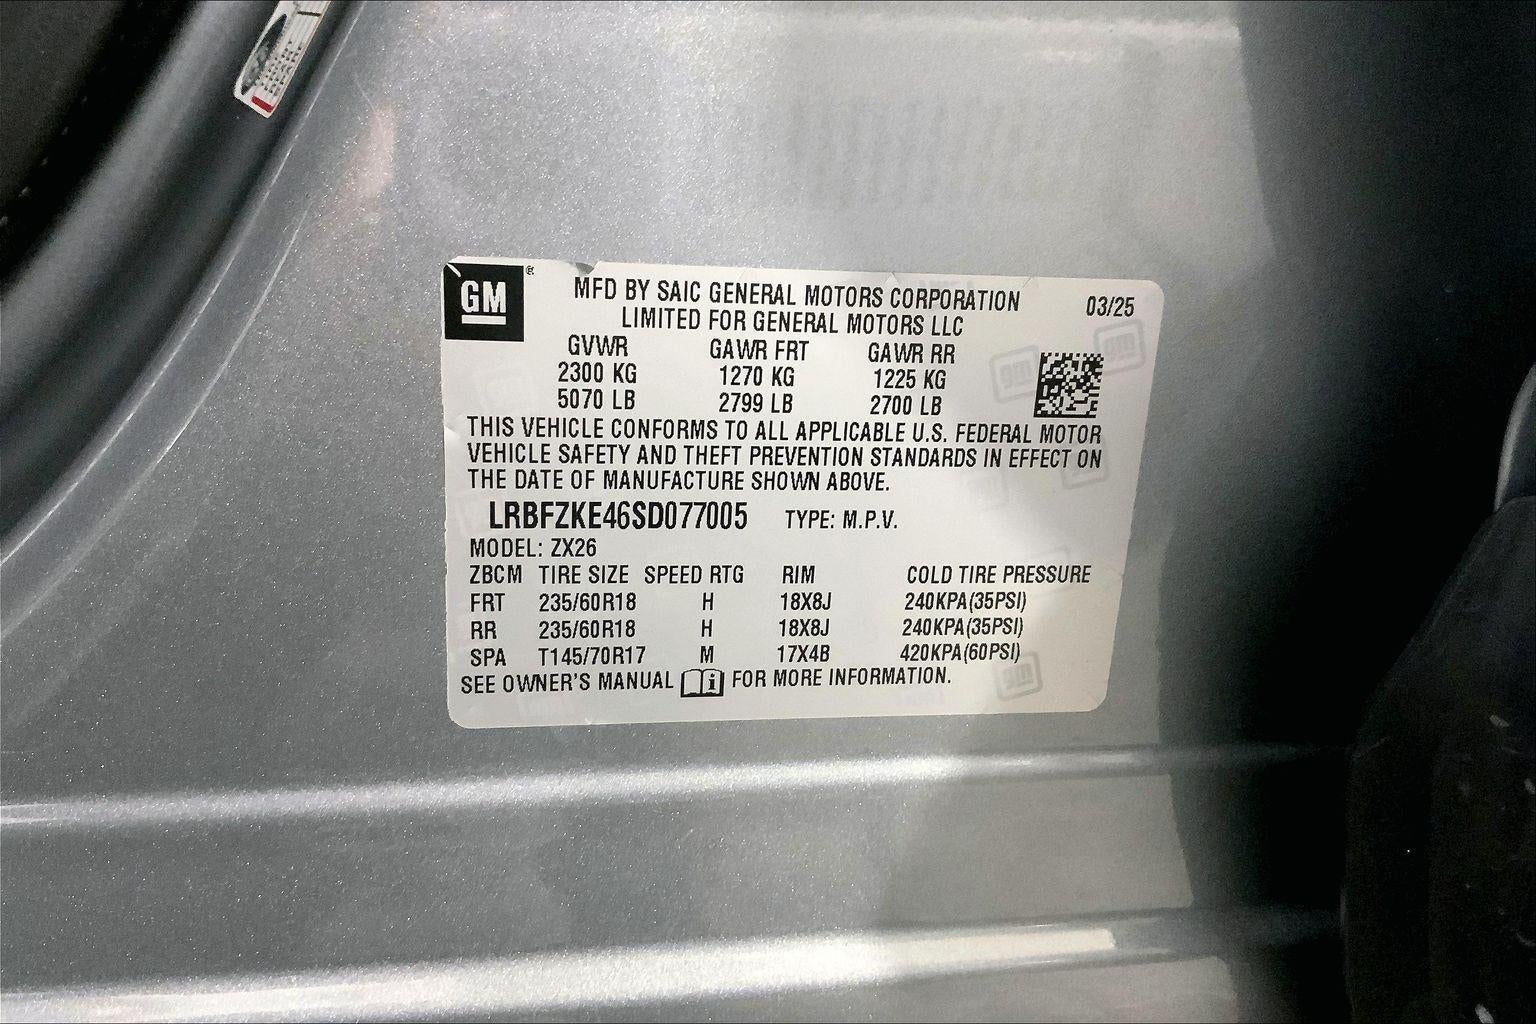 GM
MFD BY SAIC GENERAL MOTORS CORPORATION
LIMITED FOR GENERAL MOTORS LLC
03/25
GVWR GAWR FRT GAWR RR
2300 KG 1270 KG 1225 KG
5070 LB 2799 LB 2700 LB
THIS VEHICLE CONFORMS TO ALL APPLICABLE U.S. FEDERAL MOTOR
VEHICLE SAFETY AND THEFT PREVENTION STANDARDS IN EFFECT ON
THE DATE OF MANUFACTURE SHOWN ABOVE.
LRBFZKE46SD077005 TYPE: M.P.V.
MODEL: ZX26
ZBCM TIRE SIZE SPEED RTG RIM COLD TIRE PRESSURE
FRT 235/60R18 H 18X8J 240KPA(35PSI)
RR 235/60R18 H 18X8J 240KPA(35PSI)
SPA T145/70R17 M 17X4B 420KPA(60PSI)
SEE OWNER'S MANUAL i FOR MORE INFORMATION.